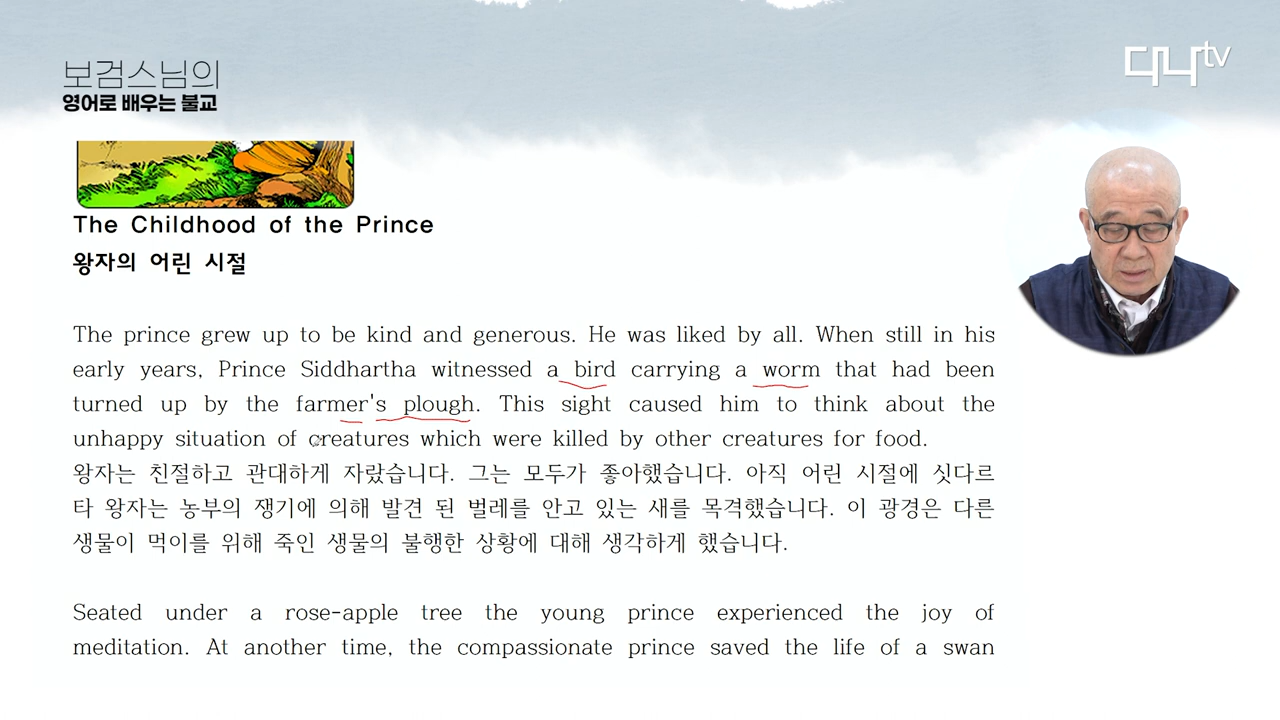 보검스님의
영어로 배우는 불교
tv
The Childhood of the Prince
왕자의 어린 시절
The prince grew up to be kind and generous. He was liked by all. When still in his
early years, Prince Siddhartha witnessed a bird carrying a worm that had been
turned up by the farmer's plough. This sight caused him to think about the
unhappy situation of creatures which were killed by other creatures for food.
왕자는 친절하고 관대하게 자랐습니다. 그는 모두가 좋아했습니다. 아직 어린 시절에 싯다르
타 왕자는 농부의 쟁기에 의해 발견 된 벌레를 안고 있는 새를 목격했습니다. 이 광경은 다른
생물이 먹이를 위해 죽인 생물의 불행한 상황에 대해 생각하게 했습니다.
Seated under a rose-apple tree the young prince experienced the joy of
meditation. At another time, the compassionate prince saved the life of a swan